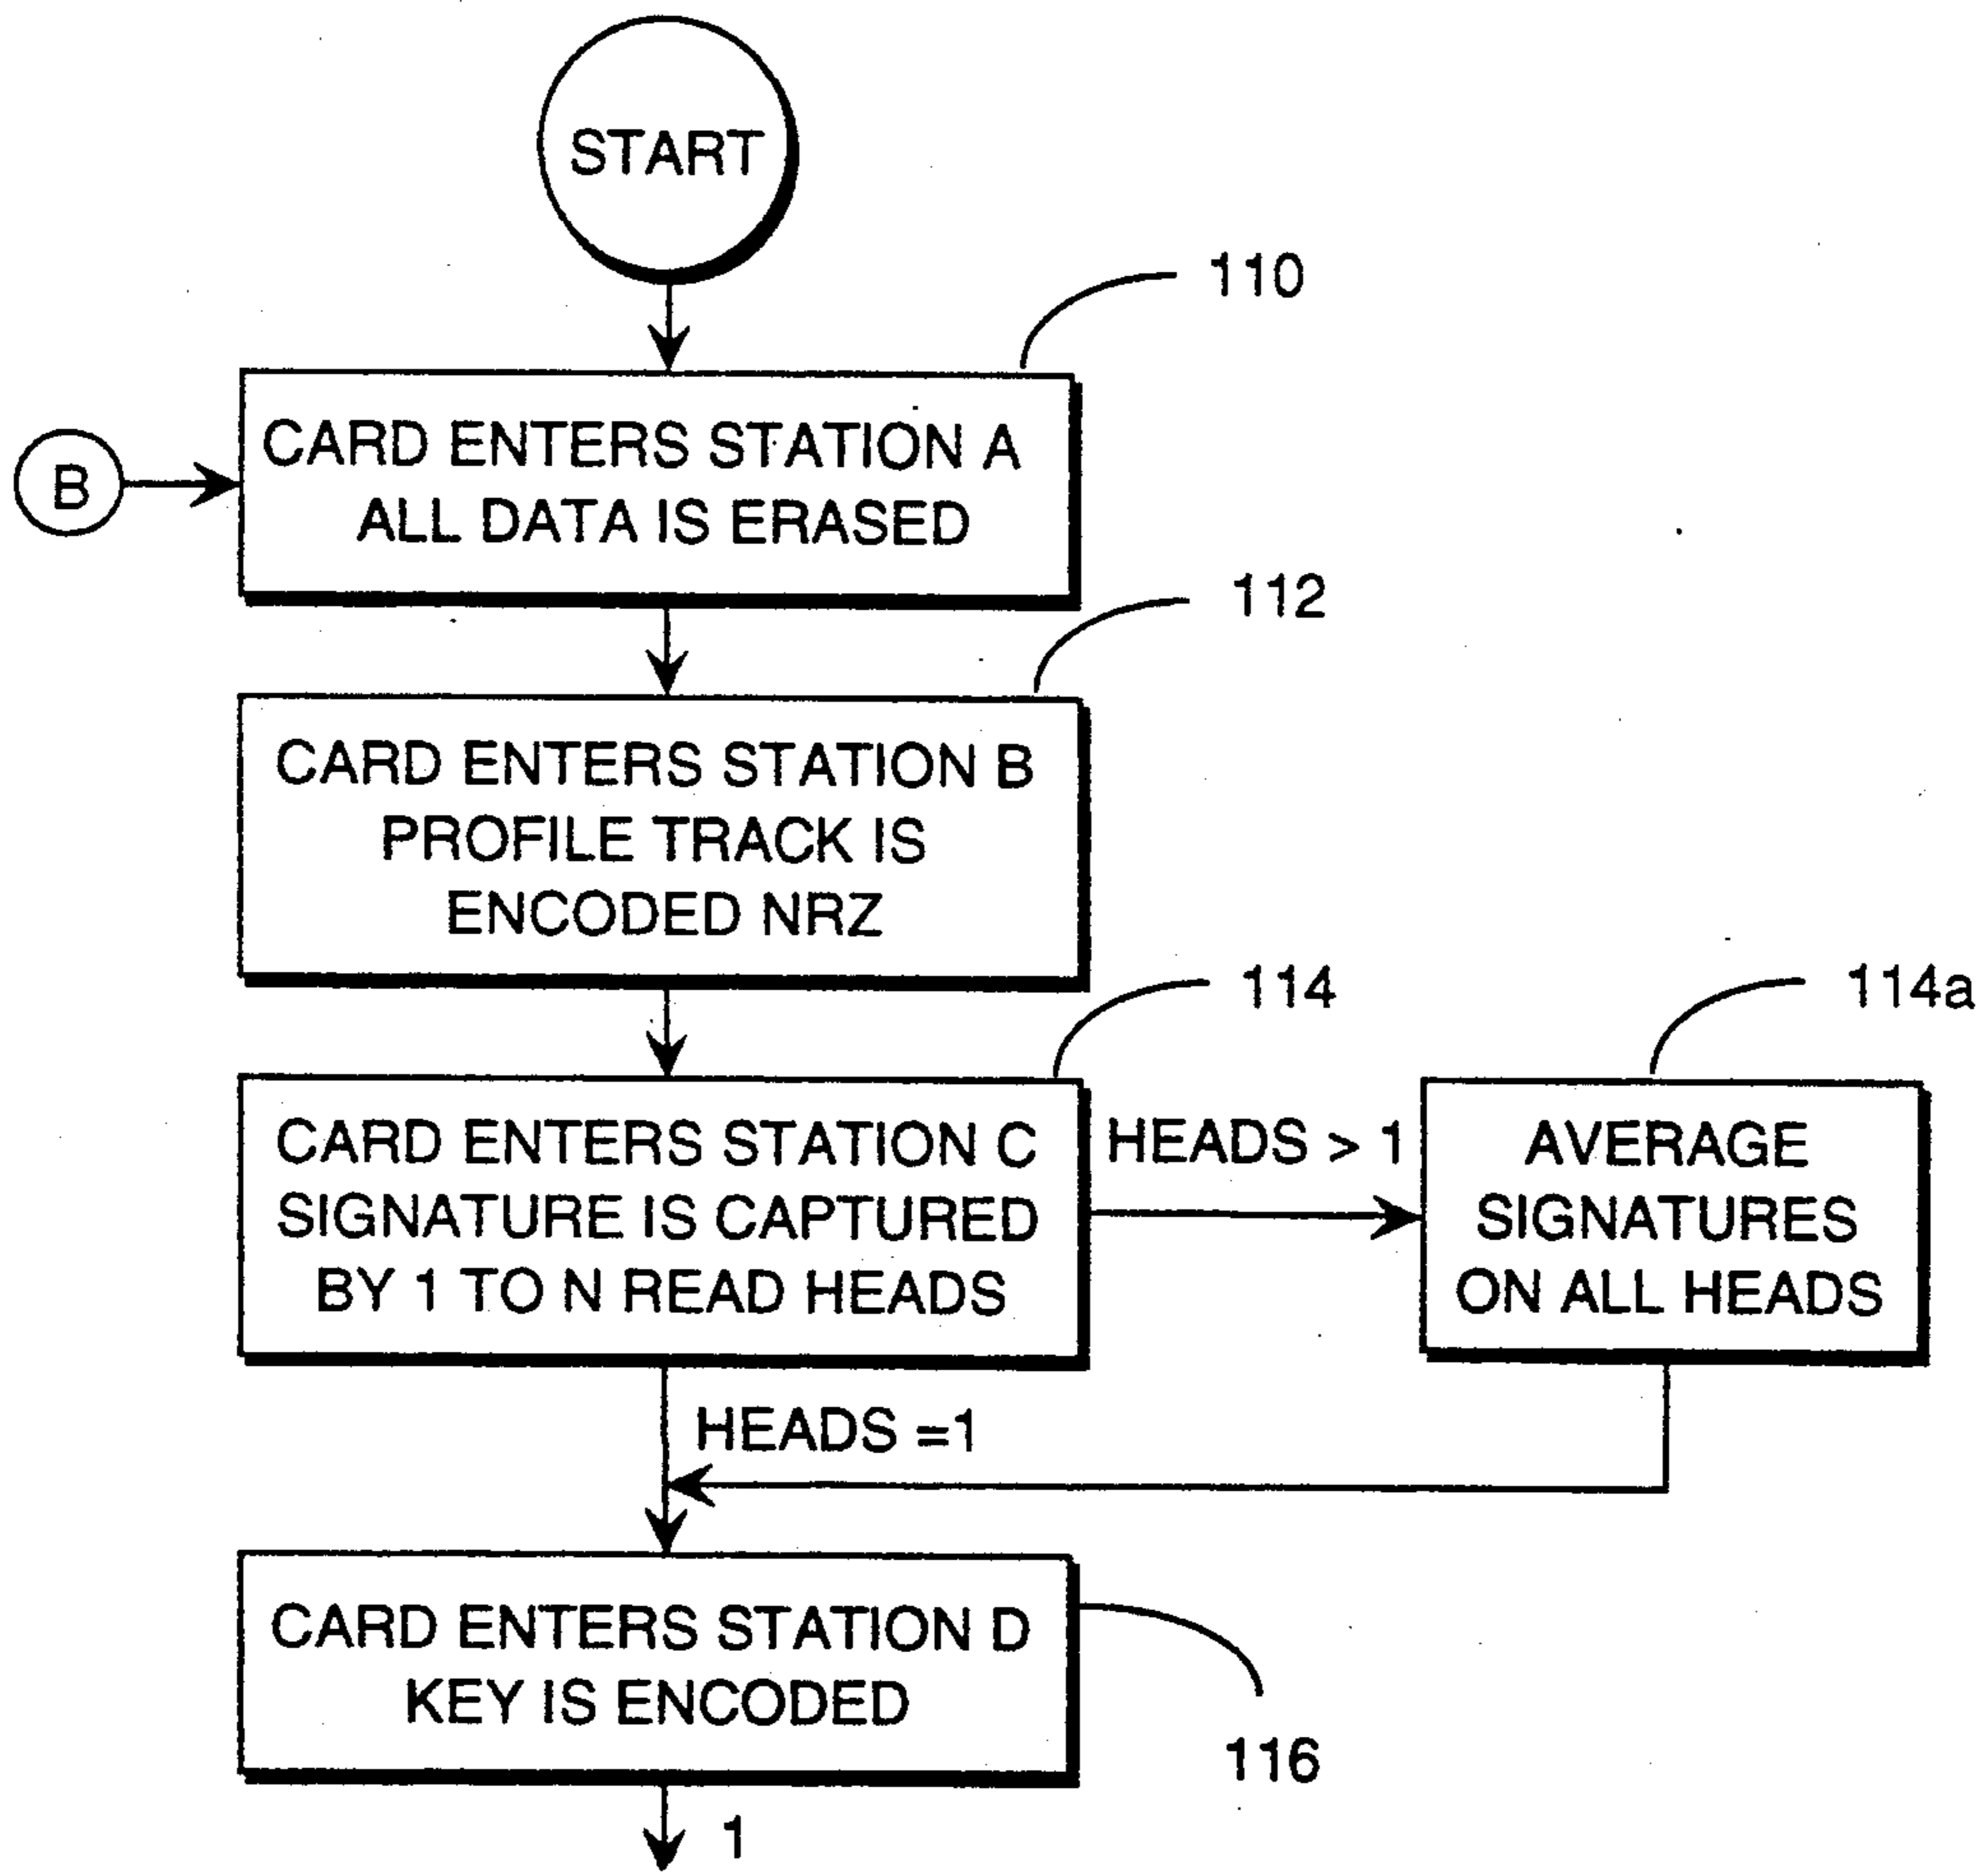 START
110
CARD ENTERS STATION A
ALL DATA IS ERASED
B
112
CARD ENTERS STATION B
PROFILE TRACK IS
ENCODED NRZ
114
114a
CARD ENTERS STATION C
SIGNATURE IS CAPTURED
BY 1 TO N READ HEADS
HEADS > 1
AVERAGE
SIGNATURES
ON ALL HEADS
HEADS =1
CARD ENTERS STATION D
KEY IS ENCODED
116
1